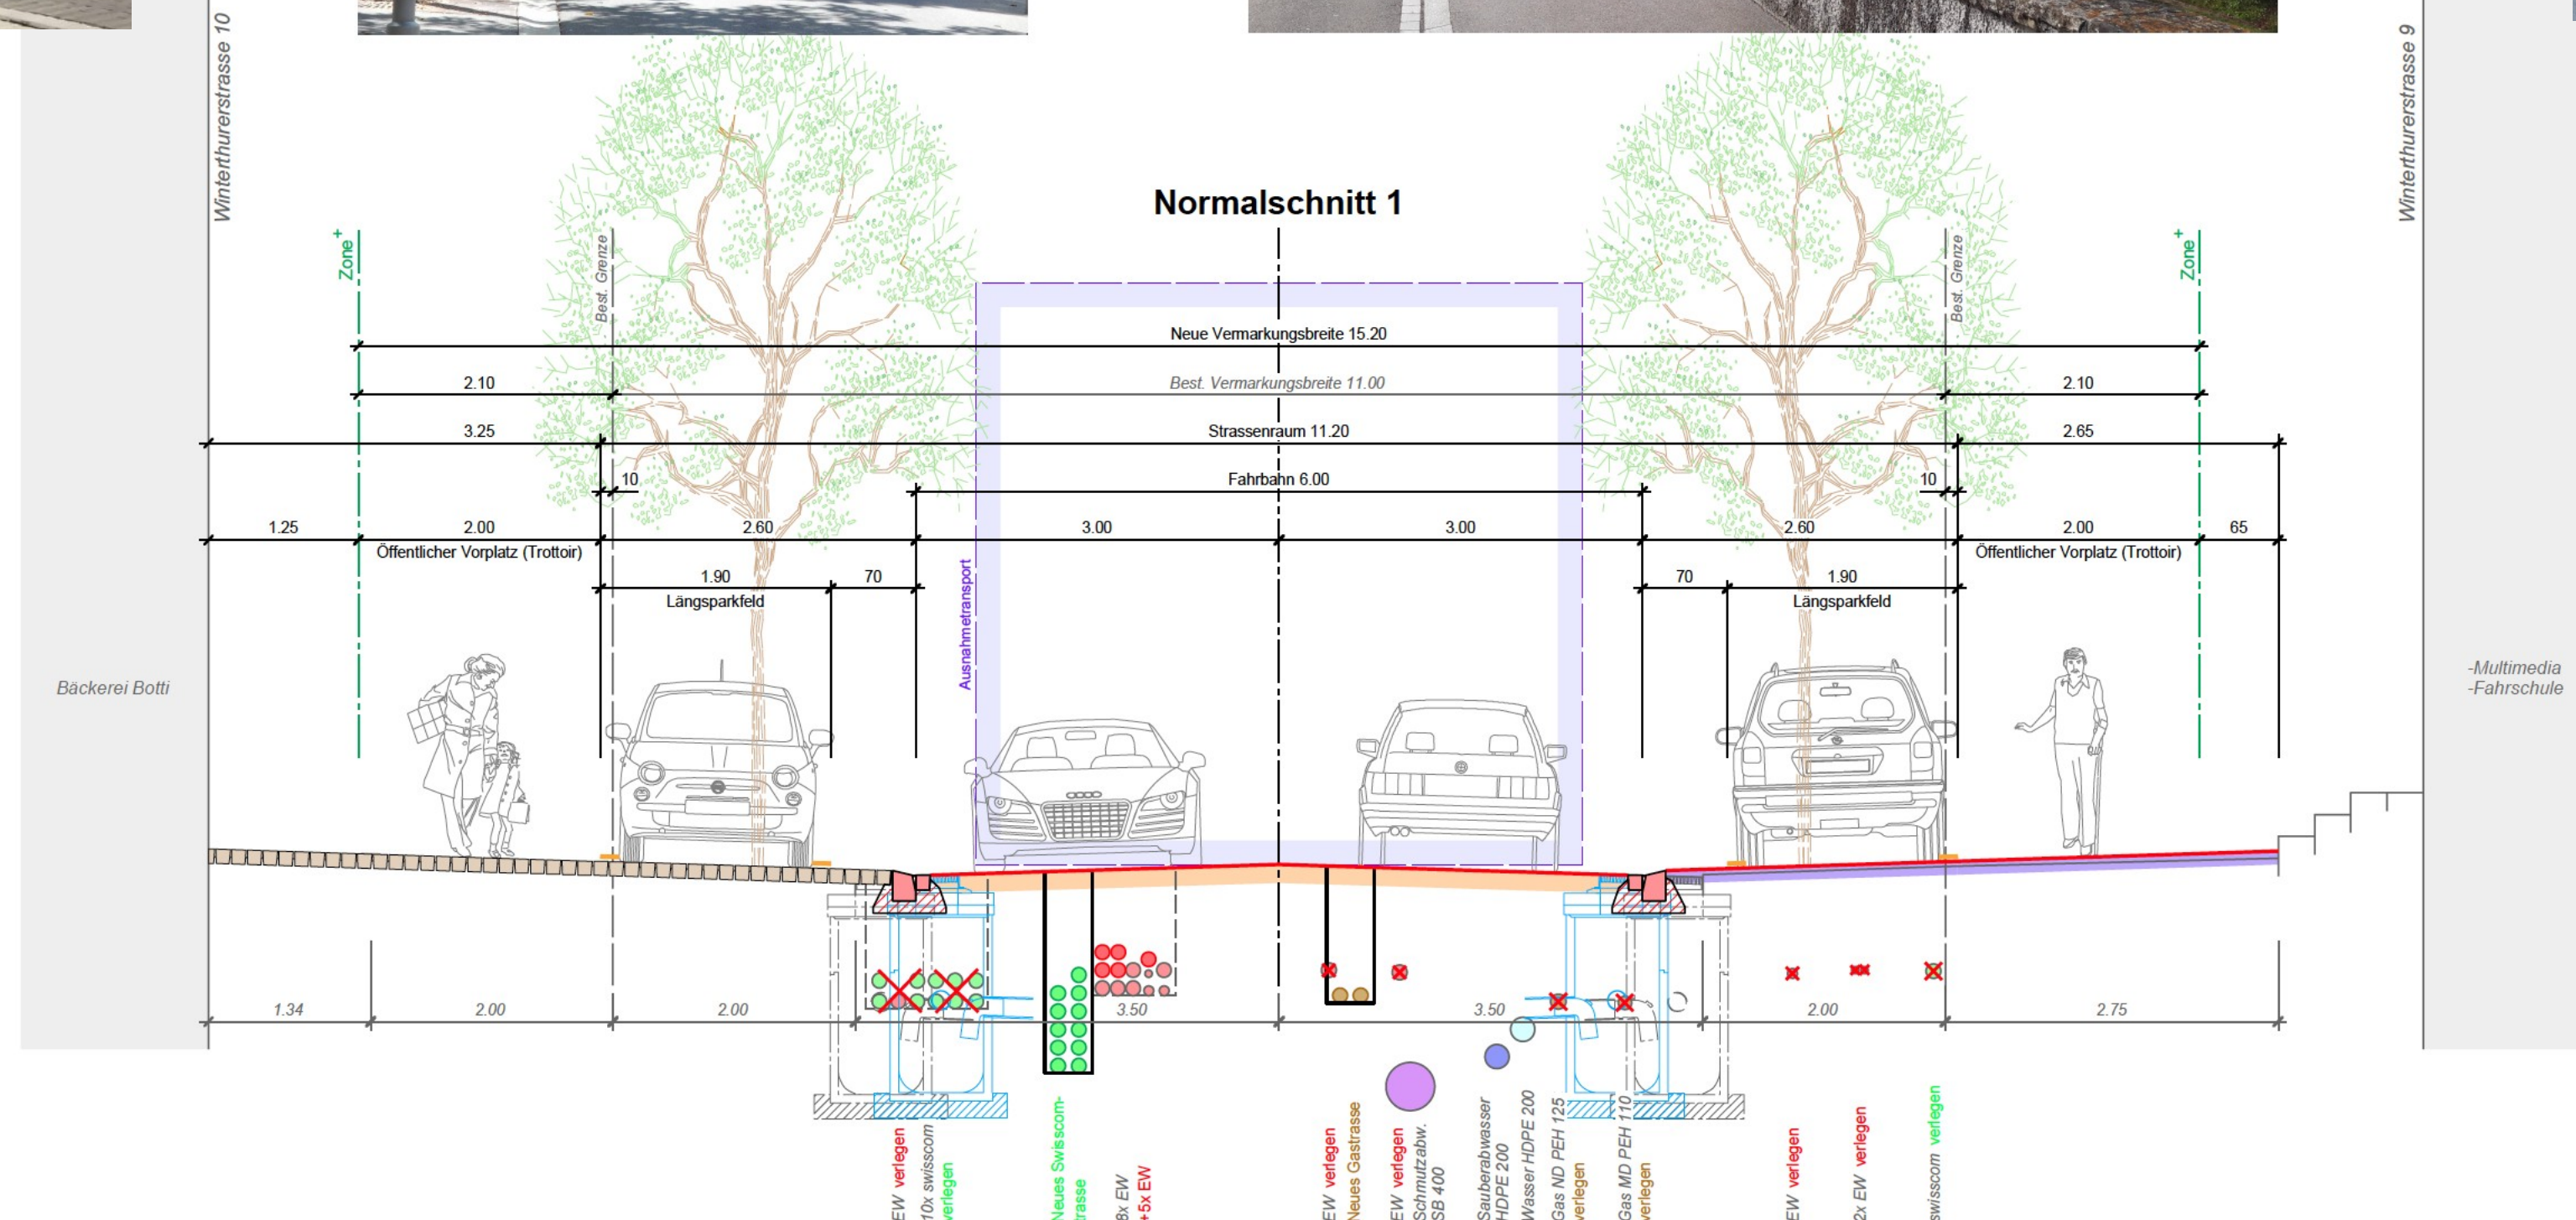 Winterthurerstrasse 10
Winterthurerstrasse 9
Normalschnitt 1
Zone+
Best. Grenze
Best. Grenze
Zone+
Neue Vermarkungsbreite 15.20
2.10
Best. Vermarkungsbreite 11.00
2.10
3.25
Strassenraum 11.20
2.65
10
Fahrbahn 6.00
10
1.25
2.00
2.60
3.00
3.00
2.60
2.00
65
Öffentlicher Vorplatz (Trottoir)
Öffentlicher Vorplatz (Trottoir)
1.90
70
70
1.90
Längsparkfeld
Längsparkfeld
Ausnahmetransport
Bäckerei Botti
-Multimedia
-Fahrschule
1.34
2.00
2.00
3.50
3.50
2.00
2.75
EW verlegen
10x swisscom
verlegen
Neues Swisscom-
trasse
8x EW
+5x EW
EW verlegen
Neues Gastrasse
EW verlegen
Schmutzabw.
SB 400
Sauberabwasser
HDPE 200
Wasser HDPE 200
Gas ND PEH 125
verlegen
Gas MD PEH 110
verlegen
EW verlegen
2x EW verlegen
swisscom verlegen